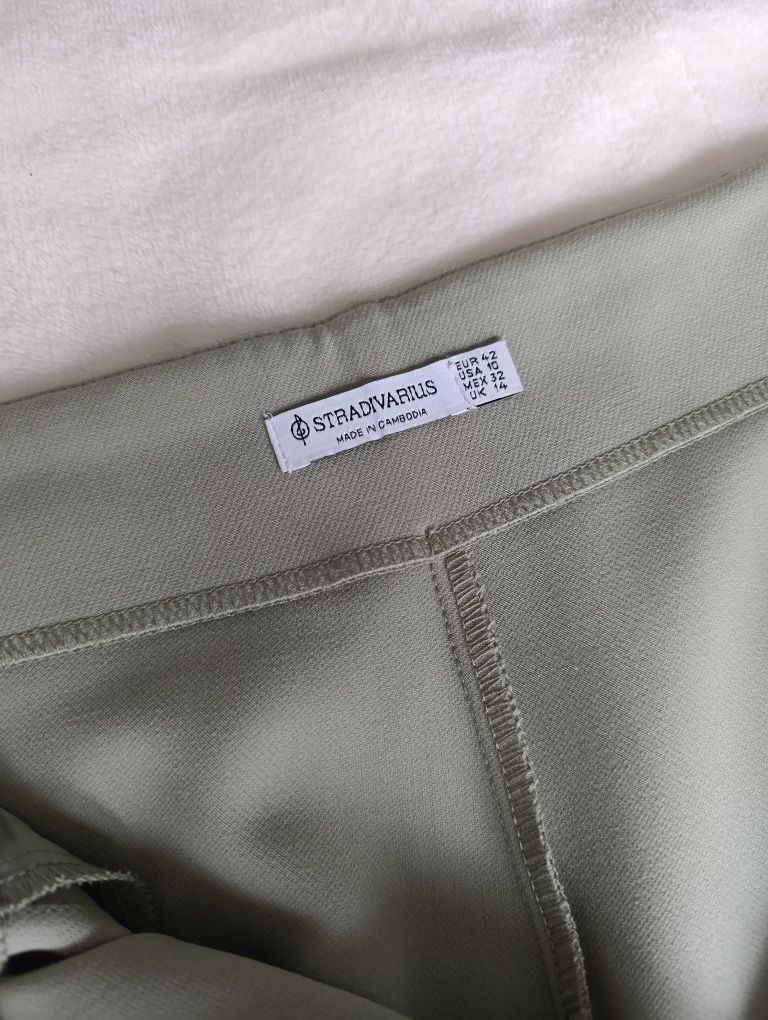 STRADIVARIUS
MADE IN CAMBODIA
EUR 42
USA 10
MEX 32
UK 14